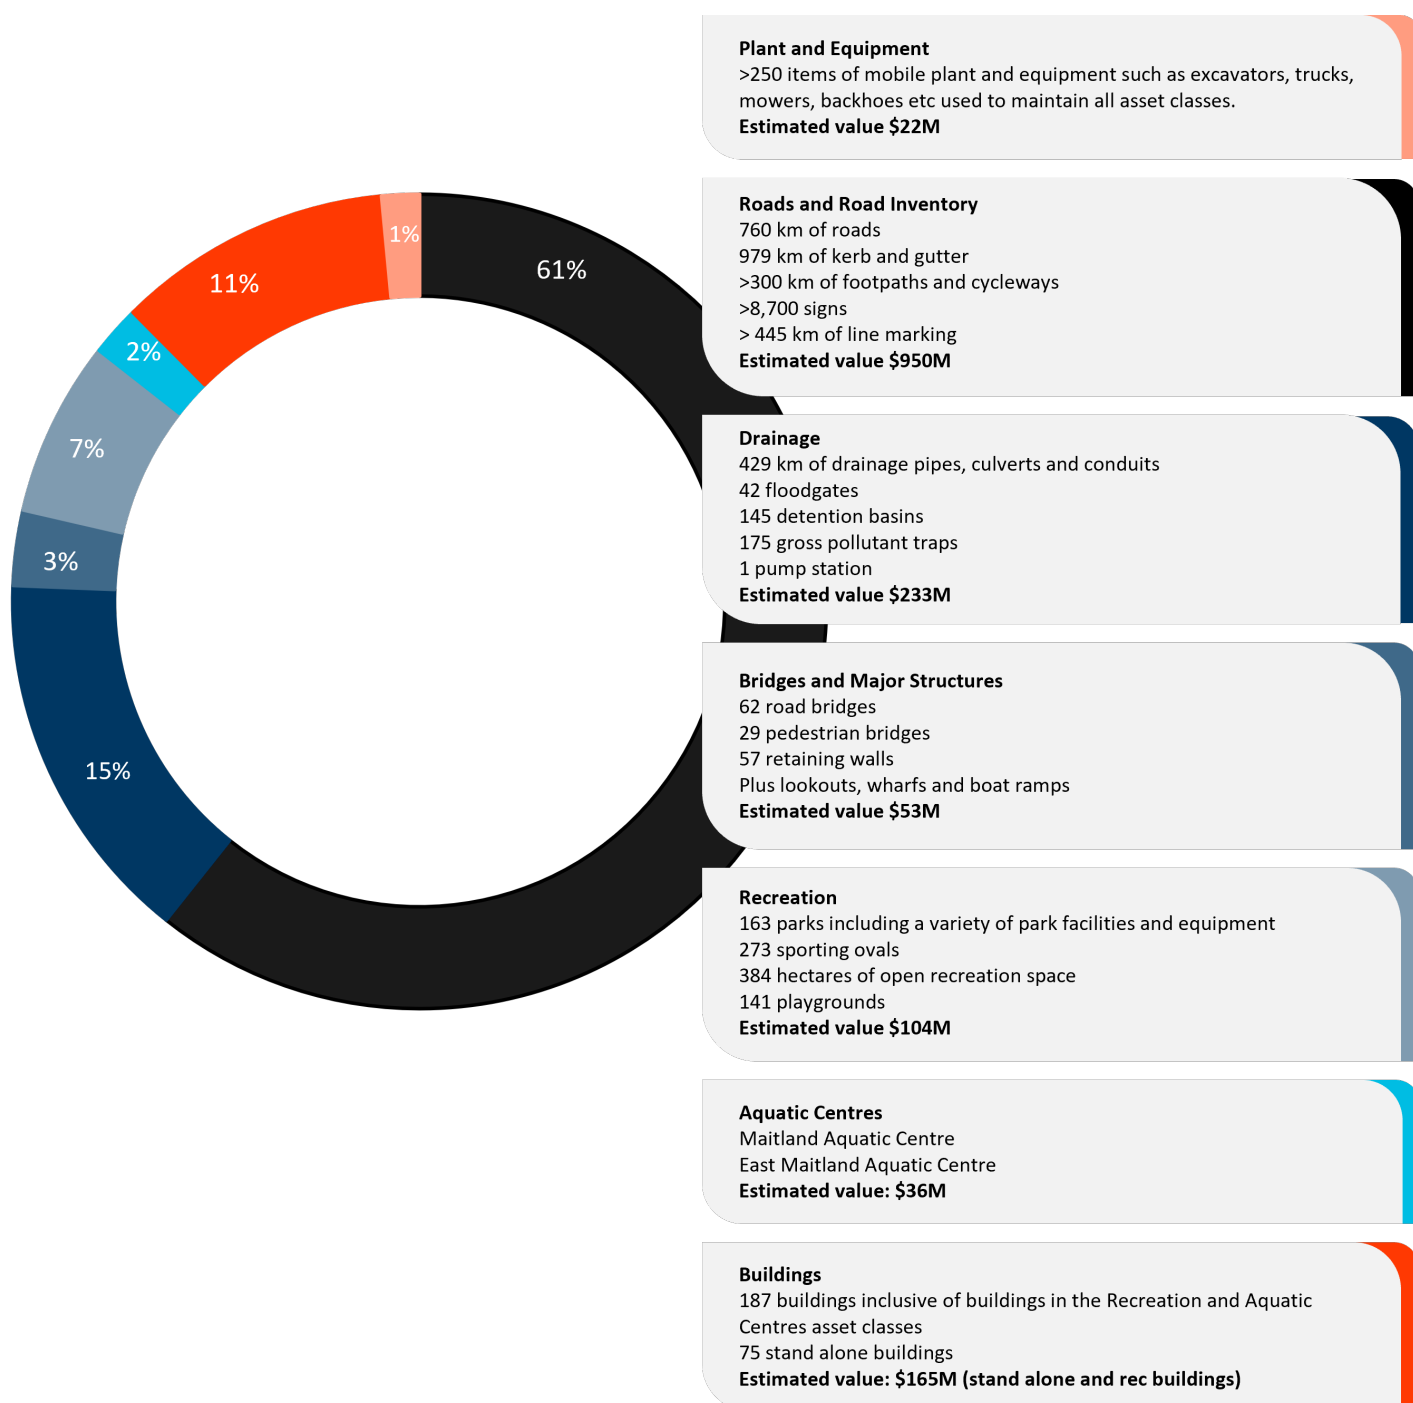 Plant and Equipment
>250 items of mobile plant and equipment such as excavators, trucks,
mowers, backhoes etc used to maintain all asset classes.
Estimated value $22M
1%
61%
11%
2%
7%
3%
15%
Roads and Road Inventory
760 km of roads
979 km of kerb and gutter
>300 km of footpaths and cycleways
>8,700 signs
> 445 km of line marking
Estimated value $950M
Drainage
429 km of drainage pipes, culverts and conduits
42 floodgates
145 detention basins
175 gross pollutant traps
1 pump station
Estimated value $233M
Bridges and Major Structures
62 road bridges
29 pedestrian bridges
57 retaining walls
Plus lookouts, wharfs and boat ramps
Estimated value $53M
Recreation
163 parks including a variety of park facilities and equipment
273 sporting ovals
384 hectares of open recreation space
141 playgrounds
Estimated value $104M
Aquatic Centres
Maitland Aquatic Centre
East Maitland Aquatic Centre
Estimated value: $36M
Buildings
187 buildings inclusive of buildings in the Recreation and Aquatic
Centres asset classes
75 stand alone buildings
Estimated value: $165M (stand alone and rec buildings)